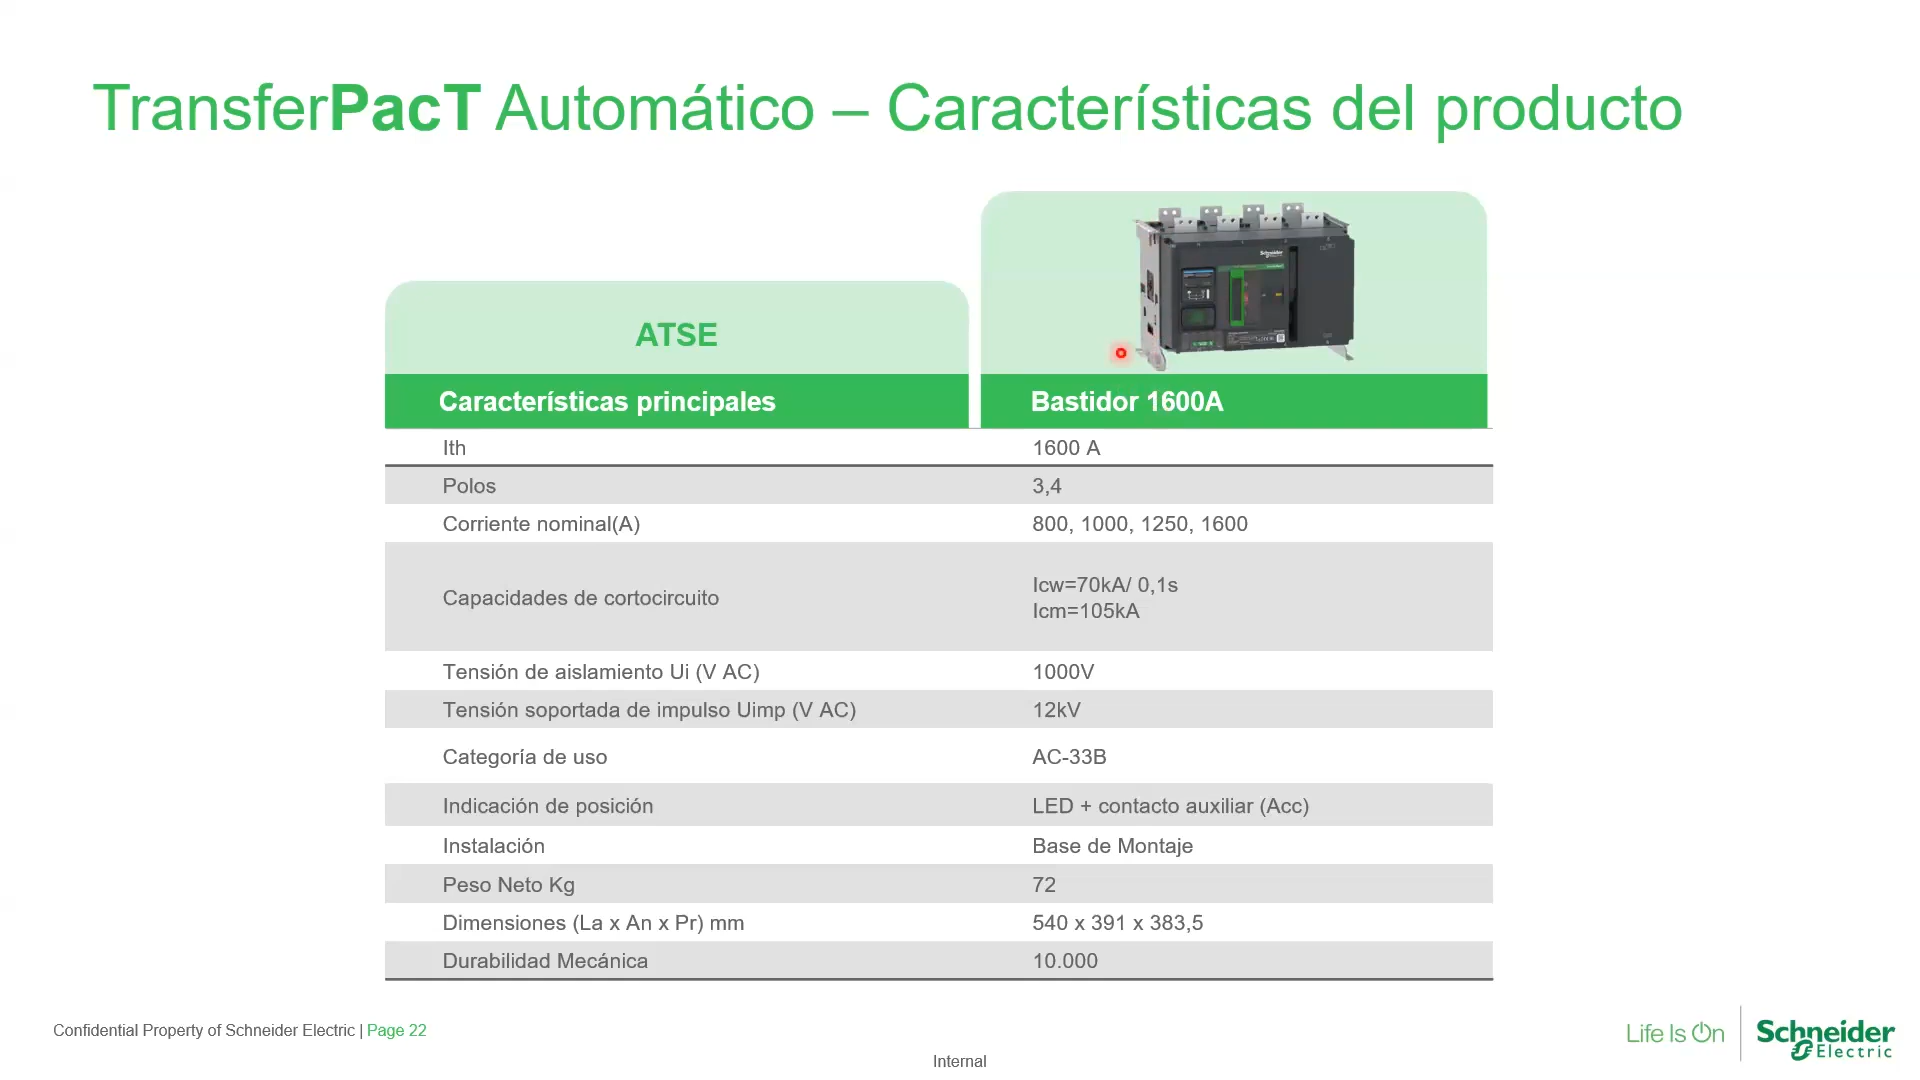 TransferPacT Automático – Características del producto
ATSE
Schneider
Características principales
Bastidor 1600A
Ith
1600 A
Polos
3,4
Corriente nominal(A)
800, 1000, 1250, 1600
Capacidades de cortocircuito
Icw=70kA/ 0,1s
Icm=105kA
Tensión de aislamiento Ui (V AC)
1000V
Tensión soportada de impulso Uimp (V AC)
12kV
Categoría de uso
AC-33B
Indicación de posición
LED + contacto auxiliar (Acc)
Instalación
Base de Montaje
Peso Neto Kg
72
Dimensiones (La x An x Pr) mm
540 x 391 x 383,5
Durabilidad Mecánica
10.000
Confidential Property of Schneider Electric | Page 22
Internal
Life Is On
Schneider
Electric